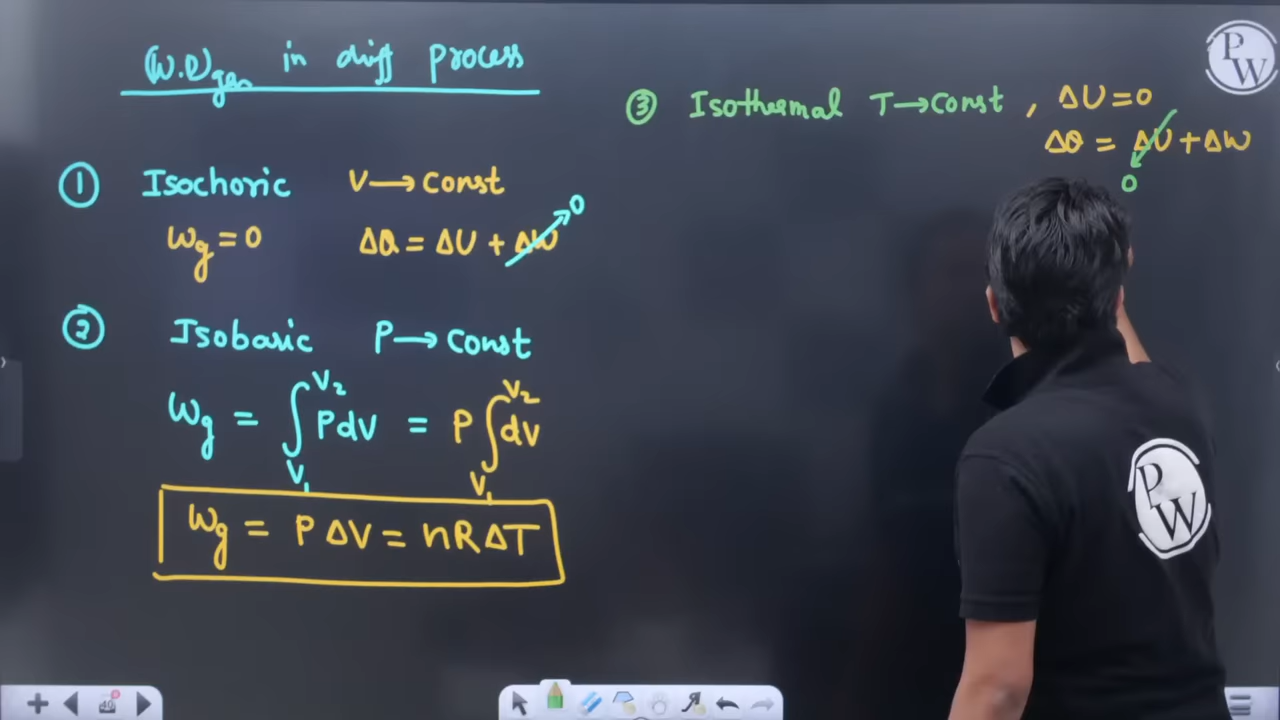 (W.D)gas in diff process
① Isochoric V→Const
Wg=0 ΔQ = ΔU + ΔW 0
② Isobaric P→Const
Wg = ∫V₁V₂ PdV = P∫V₁V₂ dV
Wg = PΔV = nRΔT
③ Isothermal T→Const, ΔU=0
ΔQ = ΔU+ΔW
0
PW
PW
49